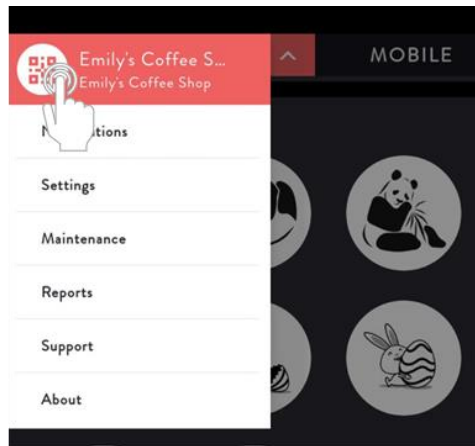 Emily's Coffee S...
Emily's Coffee Shop
MOBILE
Settings
Maintenance
Reports
Support
About